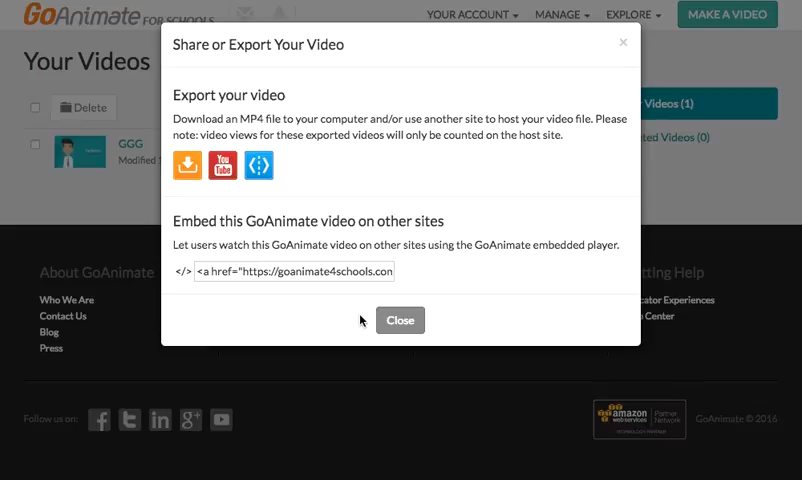 GoAnimate FOR SCHOOLS
YOUR ACCOUNT
MANAGE
EXPLORE
MAKE A VIDEO
Share or Export Your Video
×
Your Videos
Delete
Videos (1)
Videos (0)
GGG
Modified
Export your video
Download an MP4 file to your computer and/or use another site to host your video file. Please
note: video views for these exported videos will only be counted on the host site.
You
Tube
Embed this GoAnimate video on other sites
Let users watch this GoAnimate video on other sites using the GoAnimate embedded player.
</> <a href="https://goanimate4schools.con
Close
About GoAnimate
Who We Are
Contact Us
Blog
Press
Help
Experiences
Center
Follow us on:
amazon
web services
Partner
Network
TECHNOLOGY PARTNER
GoAnimate © 2016